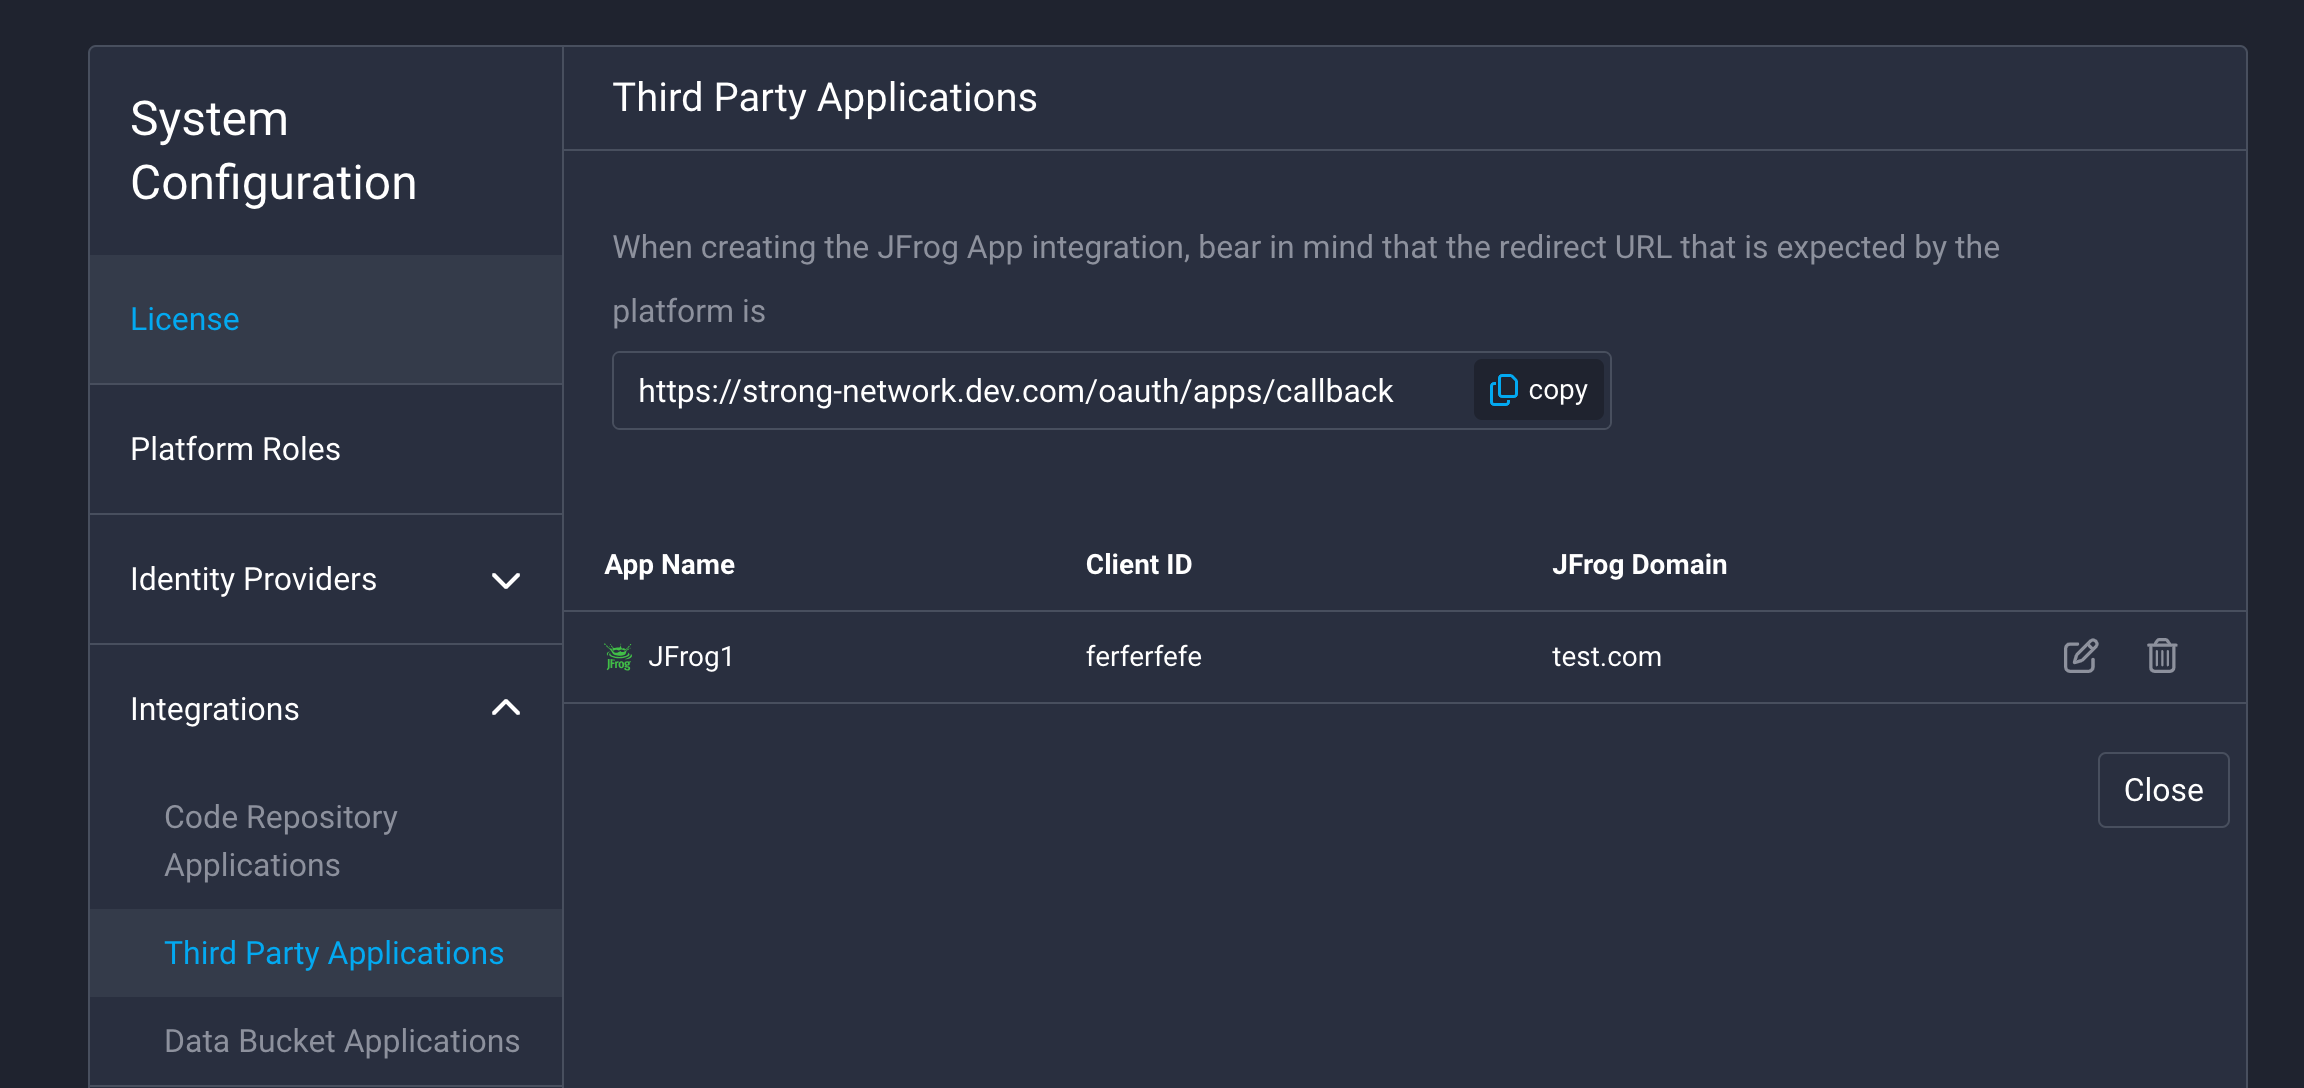 System
Configuration
License
Platform Roles
Identity Providers
Integrations
Code Repository
Applications
Third Party Applications
Data Bucket Applications
Third Party Applications
When creating the JFrog App integration, bear in mind that the redirect URL that is expected by the
platform is
https://strong-network.dev.com/oauth/apps/callback copy
App Name Client ID JFrog Domain
JFrog JFrog1 ferferfefe test.com
Close